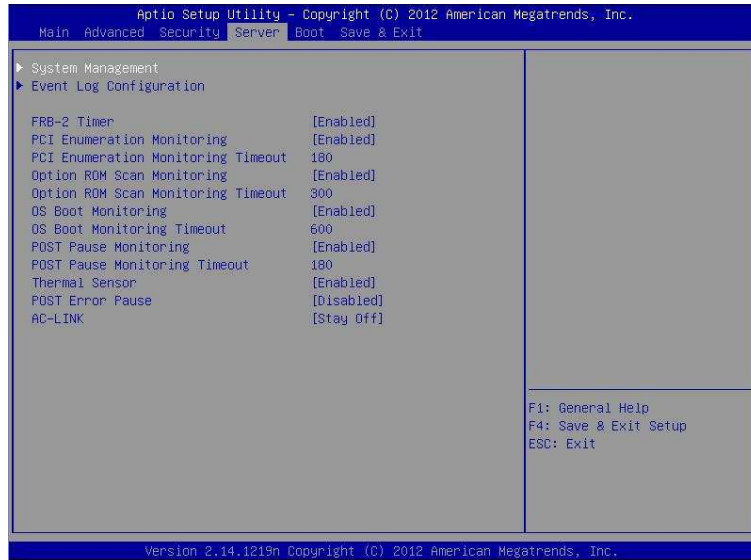 Aptio Setup Utility – Copyright (C) 2012 American Megatrends, Inc.
Main Advanced Security Server Boot Save & Exit
System Management
Event Log Configuration
FRB-2 Timer [Enabled]
PCI Enumeration Monitoring [Enabled]
PCI Enumeration Monitoring Timeout 180
Option ROM Scan Monitoring [Enabled]
Option ROM Scan Monitoring Timeout 300
OS Boot Monitoring [Enabled]
OS Boot Monitoring Timeout 600
POST Pause Monitoring [Enabled]
POST Pause Monitoring Timeout 180
Thermal Sensor [Enabled]
POST Error Pause [Disabled]
AC-LINK [Stay Off]
F1: General Help
F4: Save & Exit Setup
ESC: Exit
Version 2.14.1219n Copyright (C) 2012 American Megatrends, Inc.